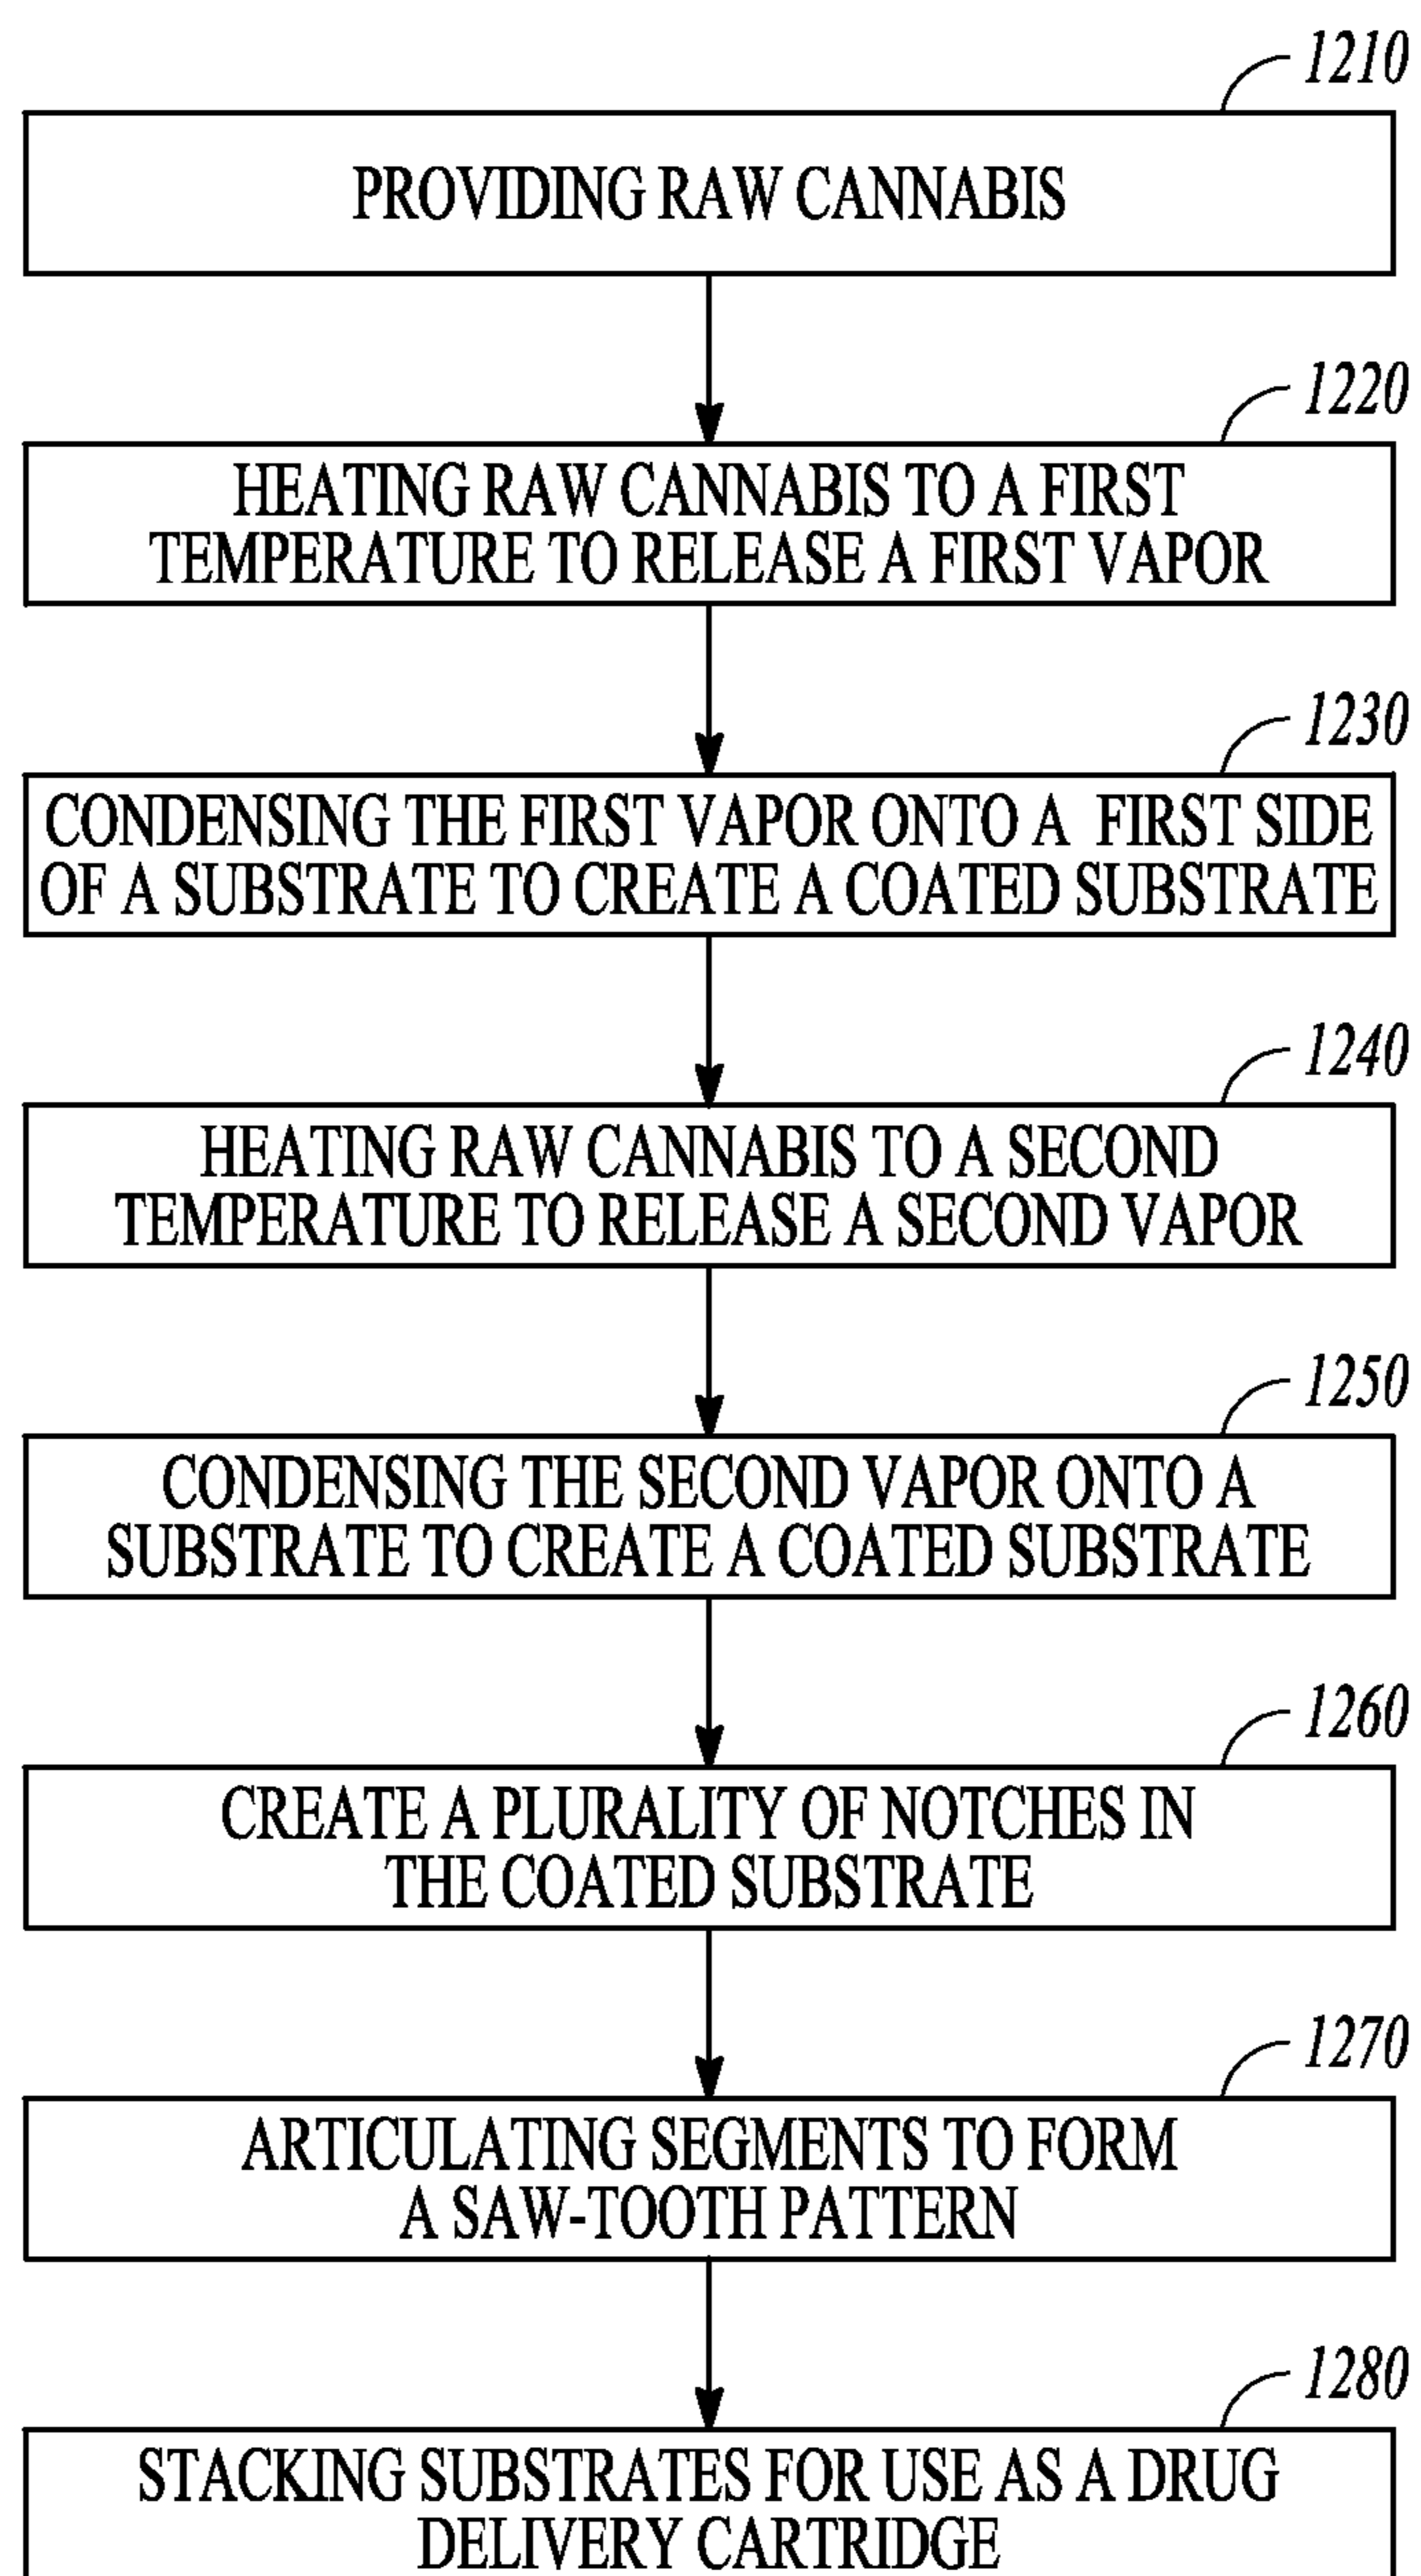 1210
PROVIDING RAW CANNABIS
1220
HEATING RAW CANNABIS TO A FIRST
TEMPERATURE TO RELEASE A FIRST VAPOR
1230
CONDENSING THE FIRST VAPOR ONTO A FIRST SIDE
OF A SUBSTRATE TO CREATE A COATED SUBSTRATE
1240
HEATING RAW CANNABIS TO A SECOND
TEMPERATURE TO RELEASE A SECOND VAPOR
1250
CONDENSING THE SECOND VAPOR ONTO A
SUBSTRATE TO CREATE A COATED SUBSTRATE
1260
CREATE A PLURALITY OF NOTCHES IN
THE COATED SUBSTRATE
1270
ARTICULATING SEGMENTS TO FORM
A SAW-TOOTH PATTERN
1280
STACKING SUBSTRATES FOR USE AS A DRUG
DELIVERY CARTRIDGE